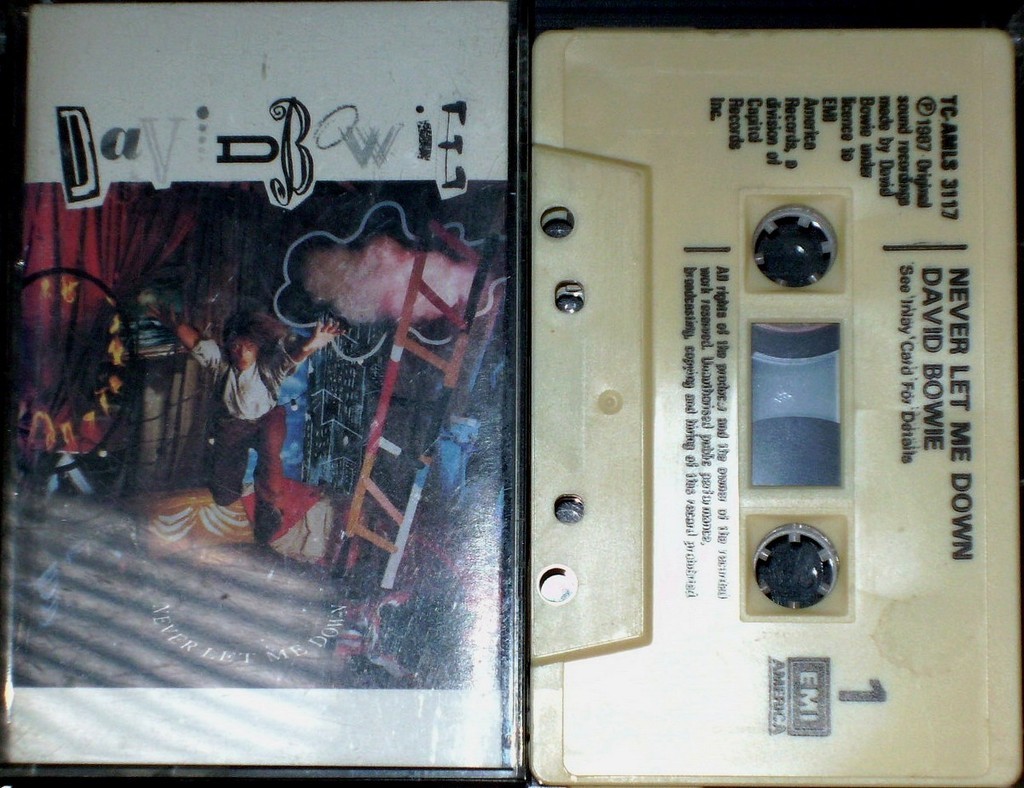 DaViD BOWiE
NEVER LET ME DOWN
TC-AMLS 3117
Ⓟ 1987 Original
sound recordings
made by David
Bowie under
licence to
EMI
America
Records, a
division of
Capitol
Records
Inc.
NEVER LET ME DOWN
DAVID BOWIE
'See 'Inlay 'Card 'For Details
All rights of the producer and the owner of the recorded
work reserved. Unauthorised public performance,
broadcasting, copying and hiring of this record prohibited
1
EMI
AMERICA